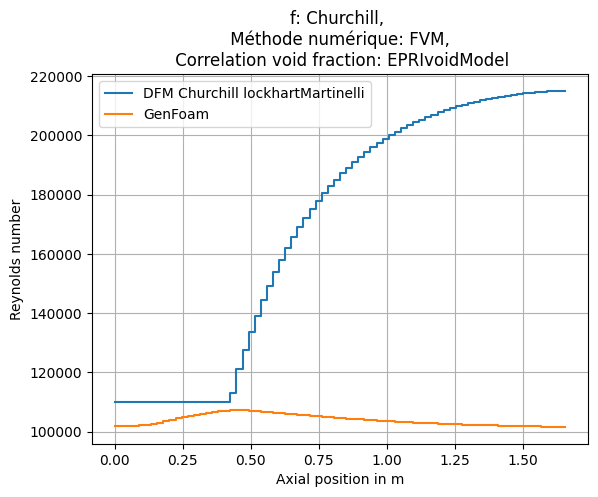 f: Churchill,
Méthode numérique: FVM,
Correlation void fraction: EPRIvoidModel
220000
200000
180000
160000
140000
120000
100000
Reynolds number
DFM Churchill lockhartMartinelli
GenFoam
0.00 0.25 0.50 0.75 1.00 1.25 1.50
Axial position in m